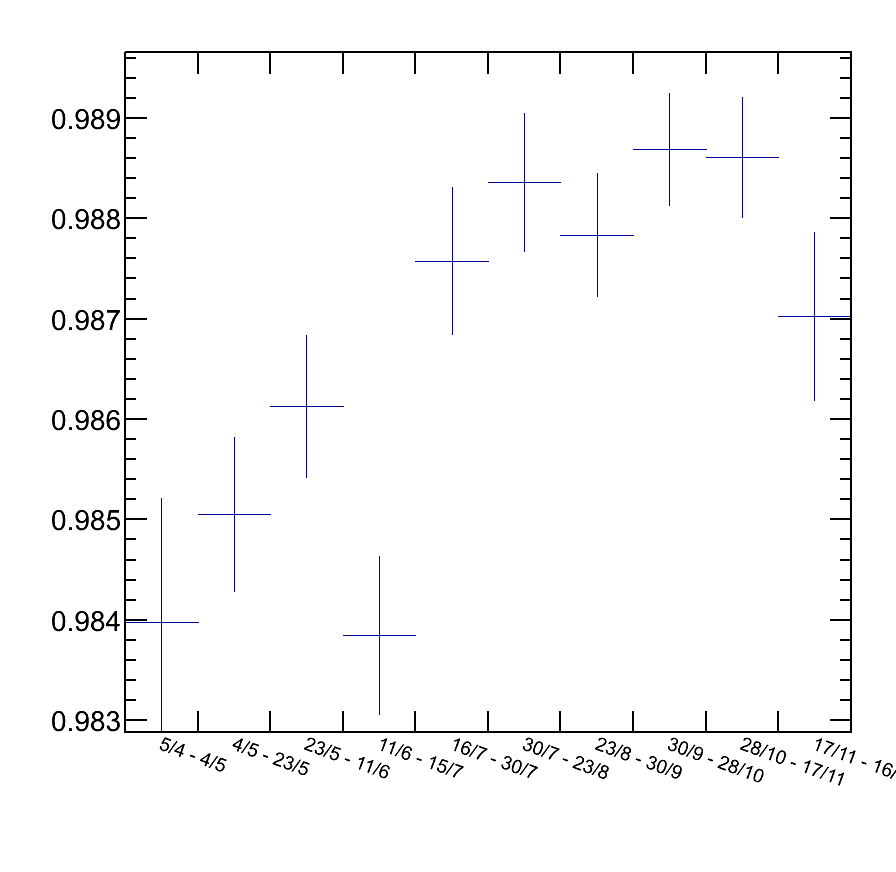 0.989
0.988
0.987
0.986
0.985
0.984
0.983
5/4 - 4/5
4/5 - 23/5
23/5 - 11/6
11/6 - 15/7
16/7 - 30/7
30/7 - 23/8
23/8 - 30/9
30/9 - 28/10
28/10 - 17/11
17/11 - 16/